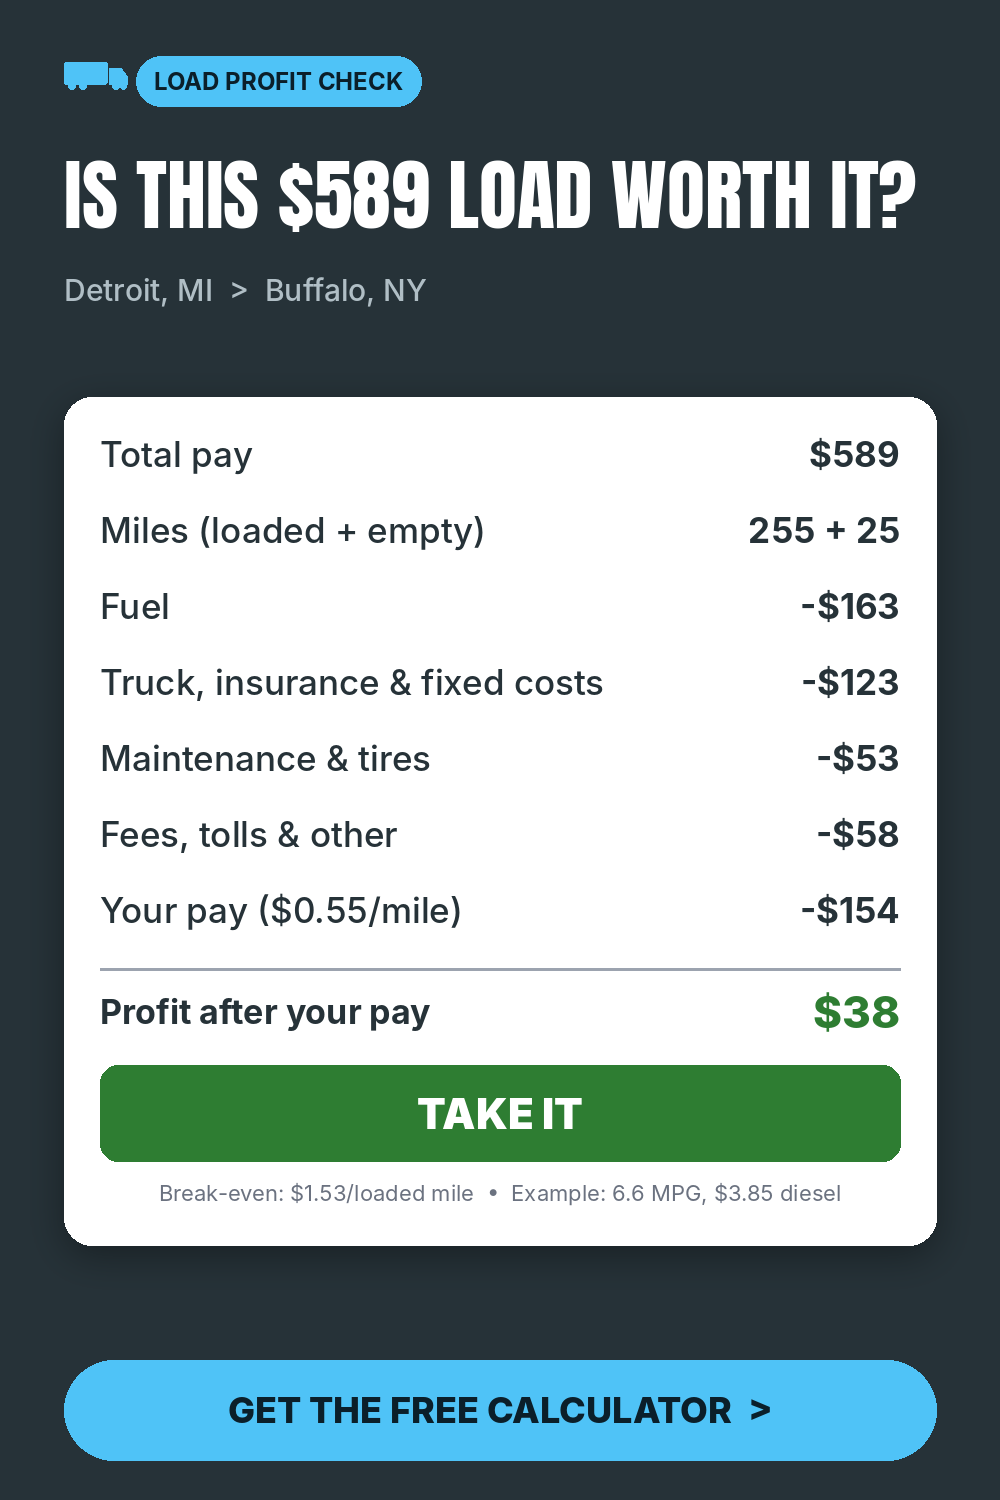 LOAD PROFIT CHECK
IS THIS $589 LOAD WORTH IT?
Detroit, MI > Buffalo, NY
Total pay $589
Miles (loaded + empty) 255 + 25
Fuel -$163
Truck, insurance & fixed costs -$123
Maintenance & tires -$53
Fees, tolls & other -$58
Your pay ($0.55/mile) -$154
Profit after your pay $38
TAKE IT
Break-even: $1.53/loaded mile • Example: 6.6 MPG, $3.85 diesel
GET THE FREE CALCULATOR >